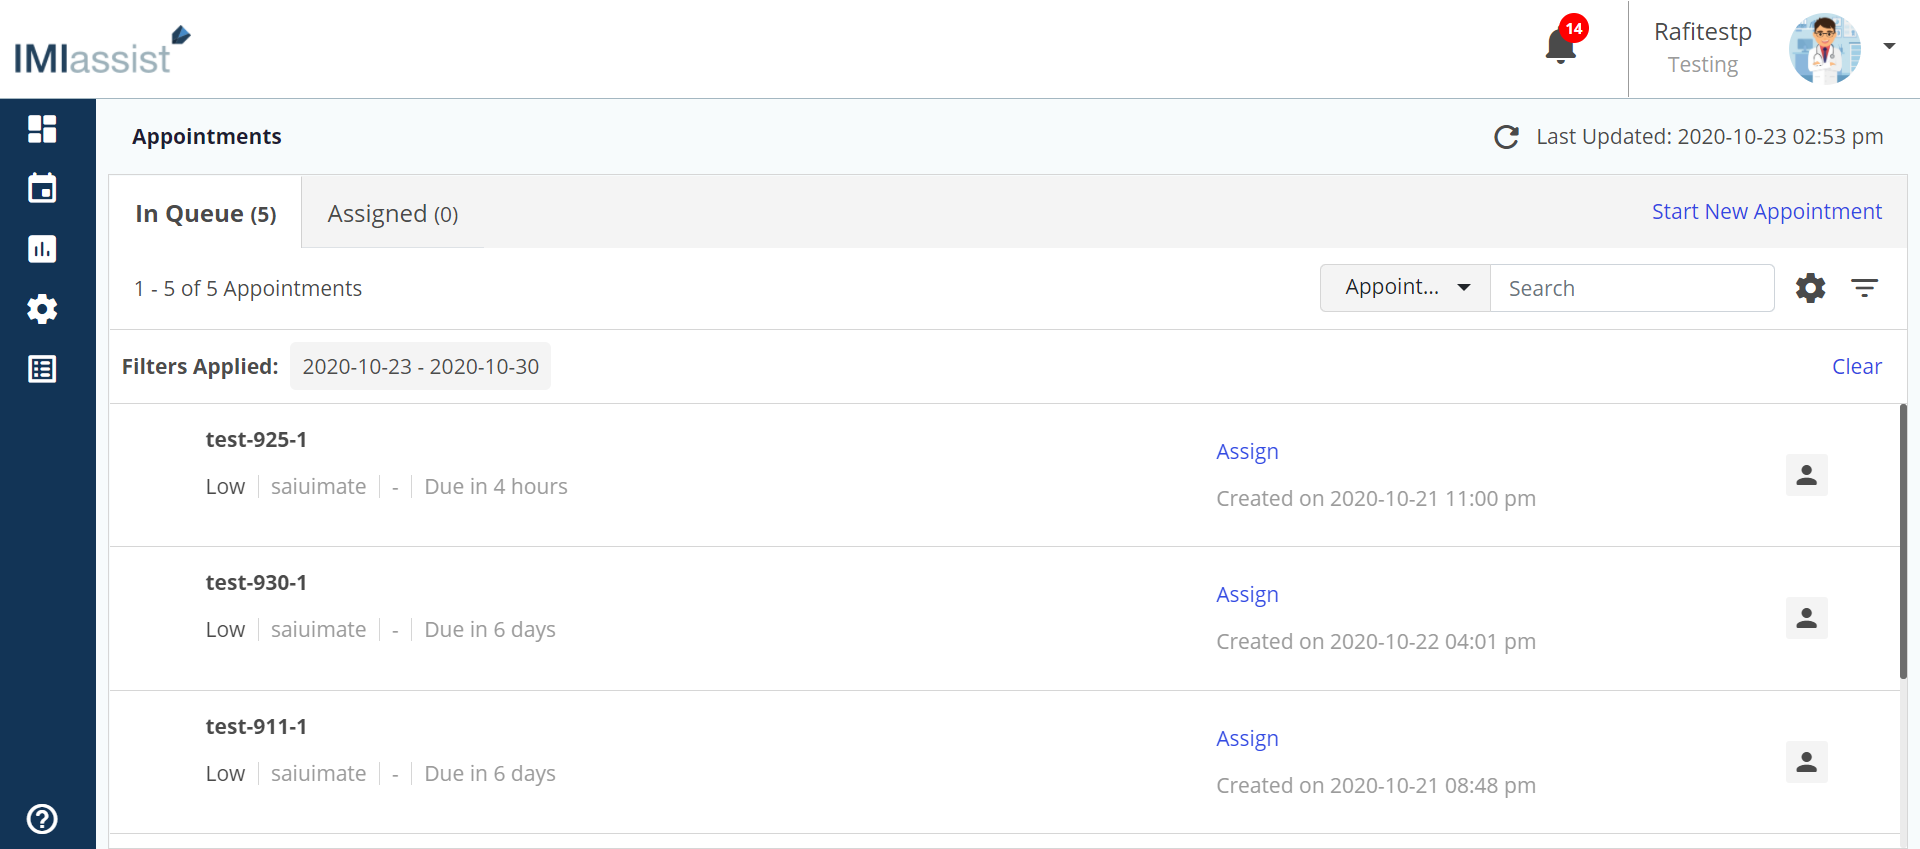 IMIassist
14
Rafitestp
Testing
Appointments
Last Updated: 2020-10-23 02:53 pm
In Queue (5)
Assigned (0)
Start New Appointment
1 - 5 of 5 Appointments
Appoint...
Search
Filters Applied:
2020-10-23 - 2020-10-30
Clear
test-925-1
Low
saiuimate
-
Due in 4 hours
Assign
Created on 2020-10-21 11:00 pm
test-930-1
Low
saiuimate
-
Due in 6 days
Assign
Created on 2020-10-22 04:01 pm
test-911-1
Low
saiuimate
-
Due in 6 days
Assign
Created on 2020-10-21 08:48 pm